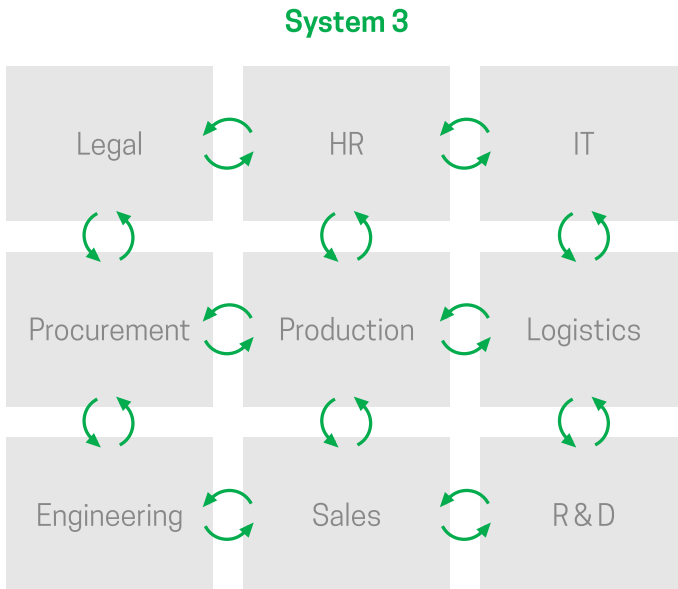 System 3
Legal
HR
IT
Procurement
Production
Logistics
Engineering
Sales
R & D